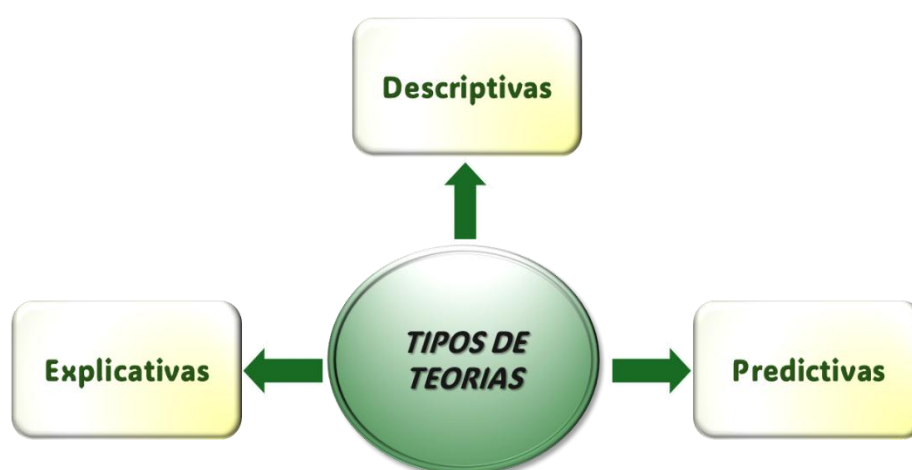 Descriptivas
TIPOS DE
TEORIAS
Explicativas
Predictivas